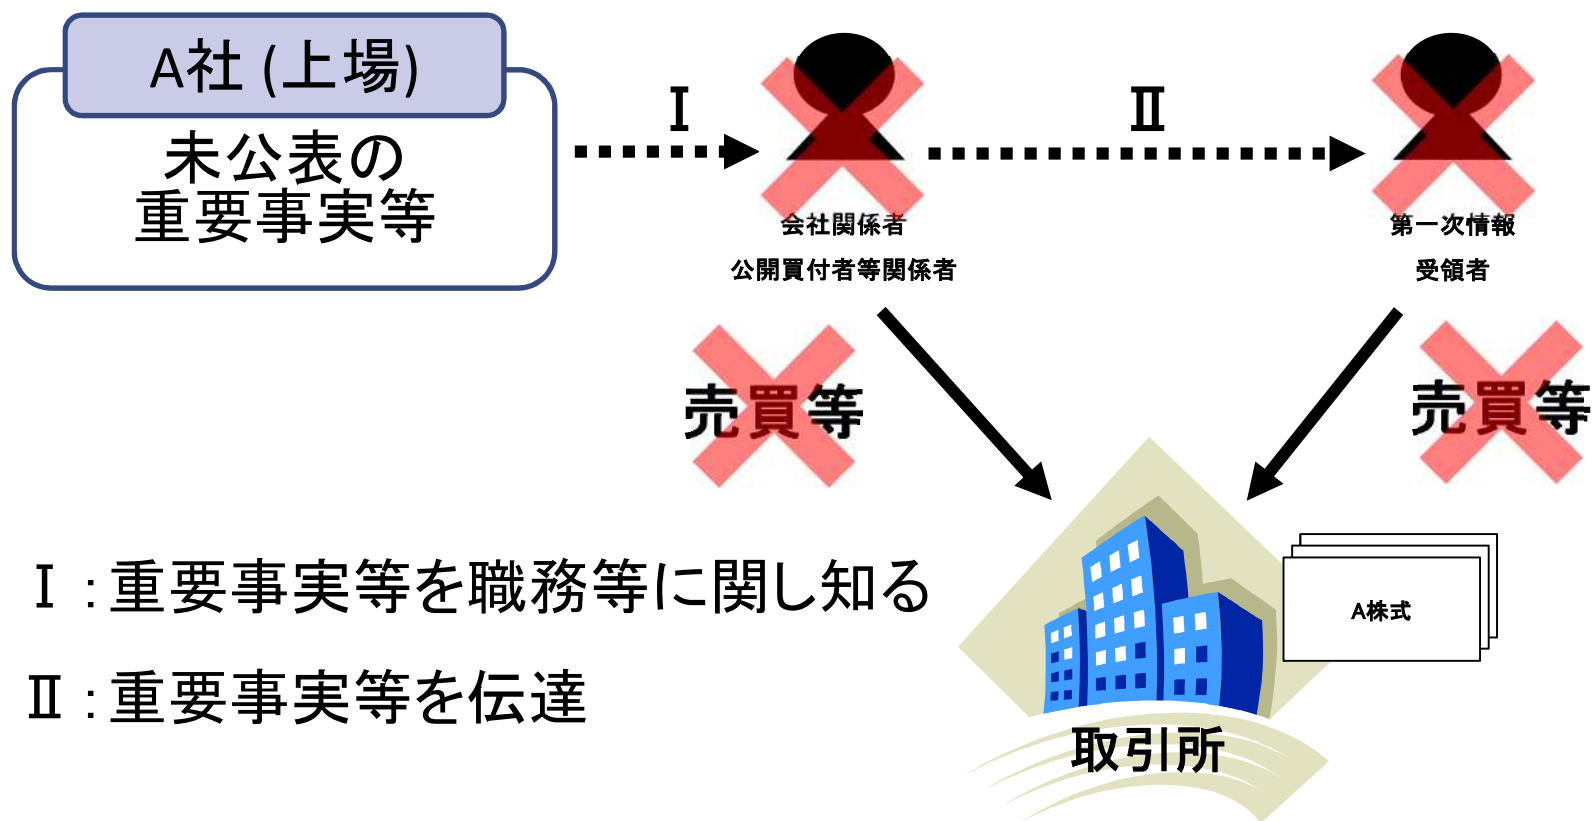 A社 (上場)
未公表の
重要事実等
Ⅰ
Ⅱ
会社関係者
公開買付者等関係者
第一次情報
受領者
売買等
売買等
Ⅰ：重要事実等を職務等に関し知る
Ⅱ：重要事実等を伝達
A株式
取引所